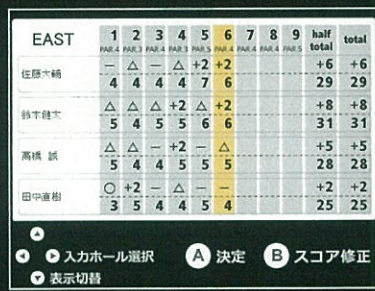 EAST 1 2 3 4 5 6 7 8 9 half total total
PAR.4 PAR.3 PAR.4 PAR.3 PAR.5 PAR.4 PAR.4 PAR.4 PAR.5
佐藤大輔 － △ － △ +2 +2 +6 +6
4 4 4 4 7 6 29 29
鈴木健太 △ △ △ +2 △ +2 +8 +8
5 4 5 5 6 6 31 31
高橋 誠 △ △ － +2 － △ +5 +5
5 4 4 5 5 5 28 28
田中直樹 ○ +2 － △ － － +2 +2
3 5 4 4 5 4 25 25
入力ホール選択 A 決定 B スコア修正
表示切替